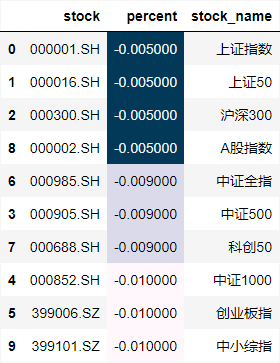 stock percent stock_name
0 000001.SH -0.005000 上证指数
1 000016.SH -0.005000 上证50
2 000300.SH -0.005000 沪深300
8 000002.SH -0.005000 A股指数
6 000985.SH -0.009000 中证全指
3 000905.SH -0.009000 中证500
7 000688.SH -0.009000 科创50
4 000852.SH -0.010000 中证1000
5 399006.SZ -0.010000 创业板指
9 399101.SZ -0.010000 中小综指